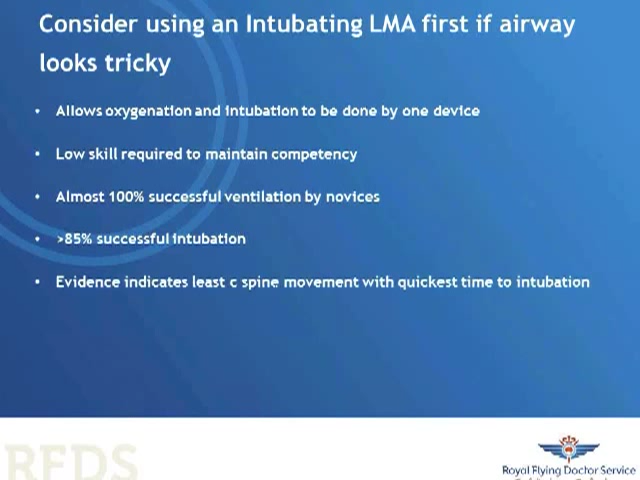 Consider using an Intubating LMA first if airway
looks tricky
• Allows oxygenation and intubation to be done by one device
• Low skill required to maintain competency
• Almost 100% successful ventilation by novices
• >85% successful intubation
• Evidence indicates least c spine movement with quickest time to intubation
RFDS
Royal Flying Doctor Service